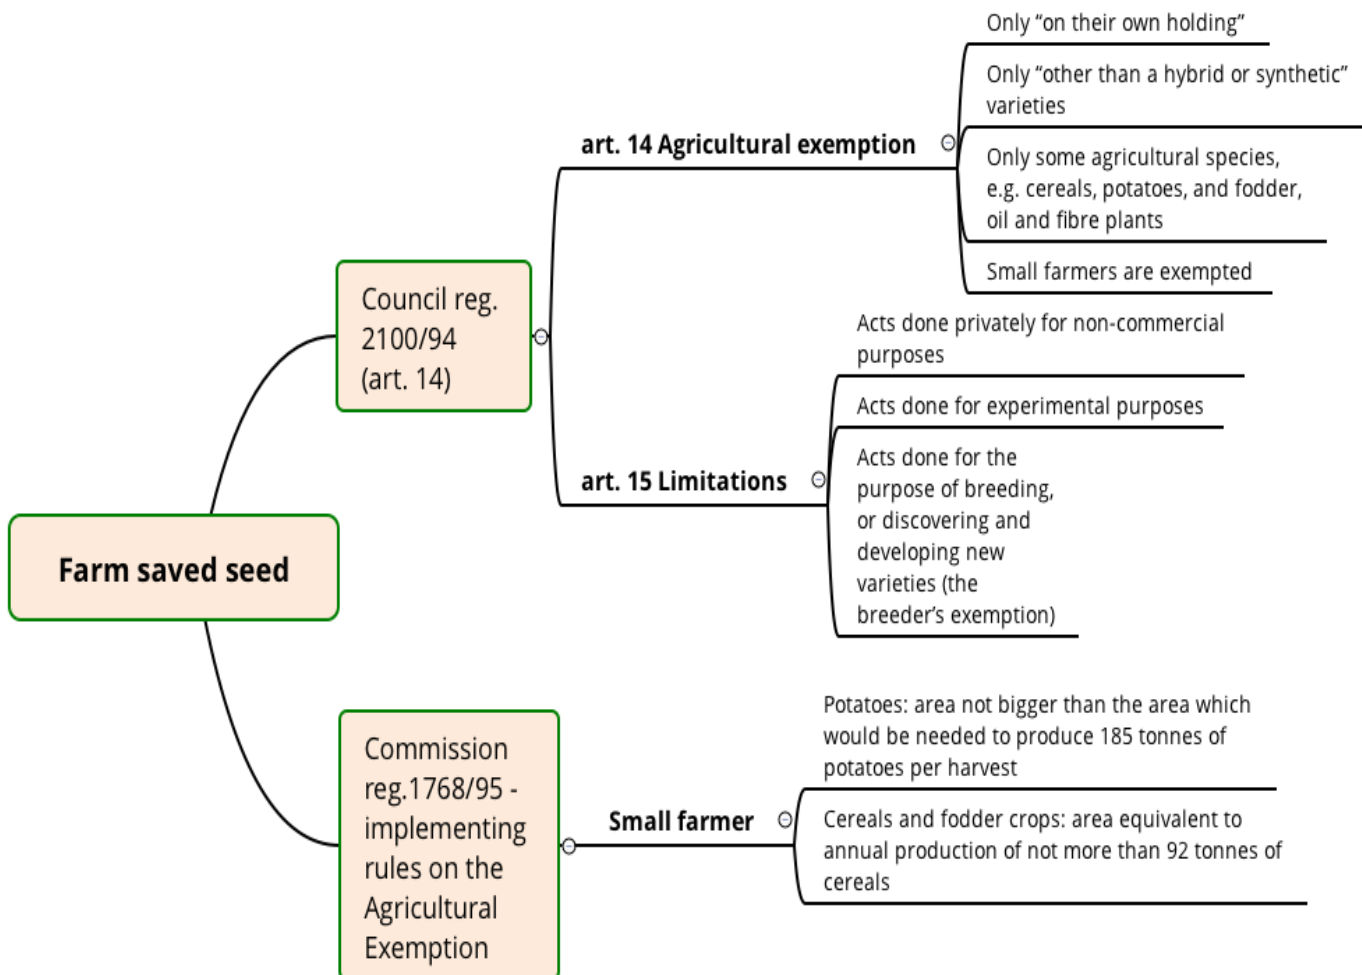 Farm saved seed
Council reg.
2100/94
(art. 14)
art. 14 Agricultural exemption
Only “on their own holding”
Only “other than a hybrid or synthetic”
varieties
Only some agricultural species,
e.g. cereals, potatoes, and fodder,
oil and fibre plants
Small farmers are exempted
art. 15 Limitations
Acts done privately for non-commercial
purposes
Acts done for experimental purposes
Acts done for the
purpose of breeding,
or discovering and
developing new
varieties (the
breeder’s exemption)
Commission
reg.1768/95 -
implementing
rules on the
Agricultural
Exemption
Small farmer
Potatoes: area not bigger than the area which
would be needed to produce 185 tonnes of
potatoes per harvest
Cereals and fodder crops: area equivalent to
annual production of not more than 92 tonnes of
cereals